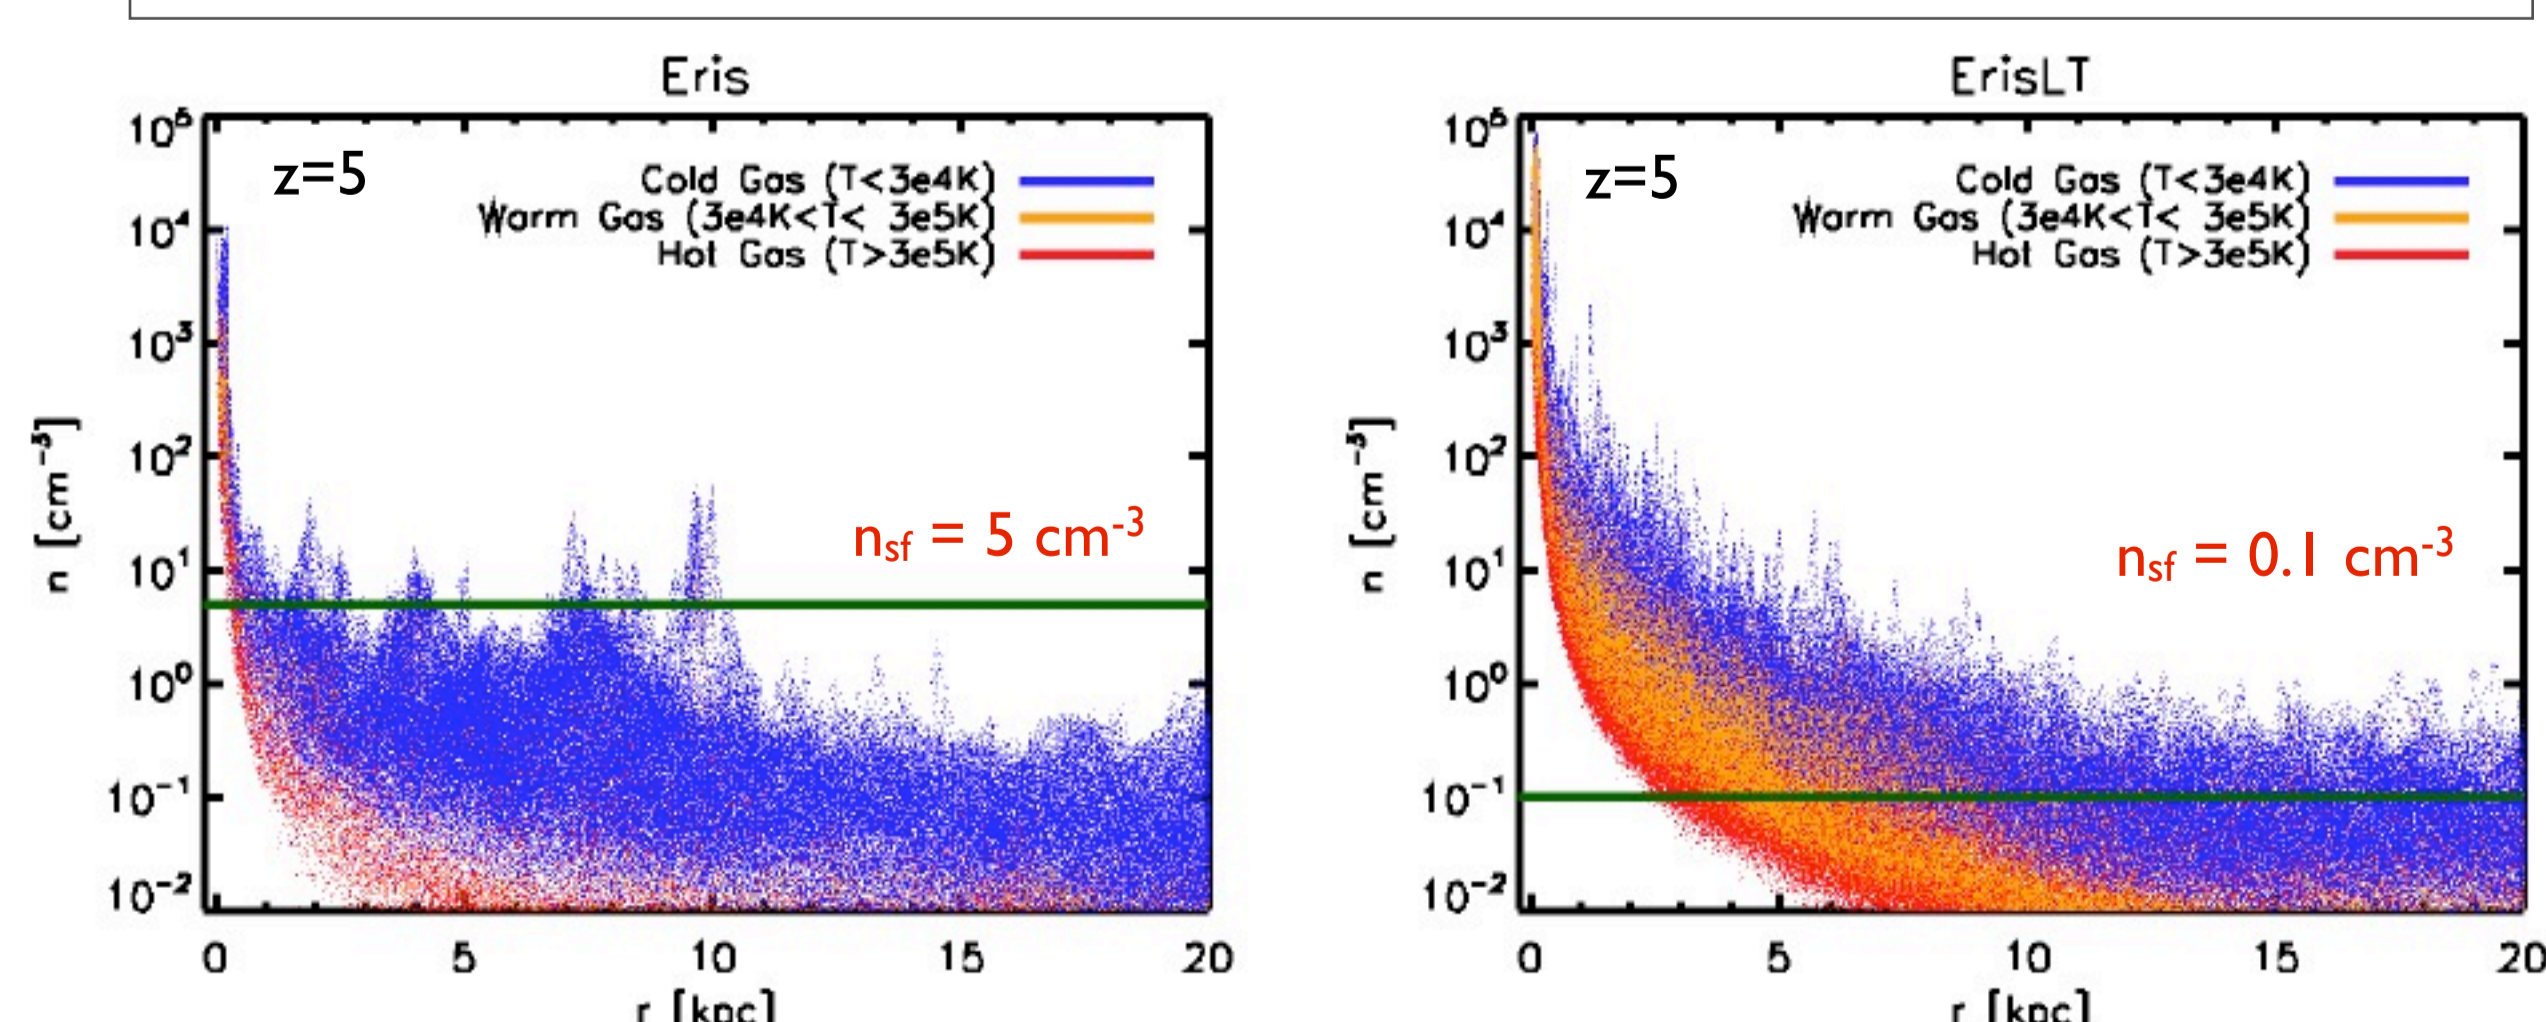 Eris
z=5
Cold Gas (T<3e4K)
Warm Gas (3e4K<T< 3e5K)
Hot Gas (T>3e5K)
n_sf = 5 cm⁻³
n [cm⁻³]
10⁵
10⁴
10³
10²
10¹
10⁰
10⁻¹
10⁻²
0 5 10 15 20
r [kpc]
ErisLT
z=5
Cold Gas (T<3e4K)
Warm Gas (3e4K<T< 3e5K)
Hot Gas (T>3e5K)
n_sf = 0.1 cm⁻³
n [cm⁻³]
10⁵
10⁴
10³
10²
10¹
10⁰
10⁻¹
10⁻²
0 5 10 15 20
r [kpc]